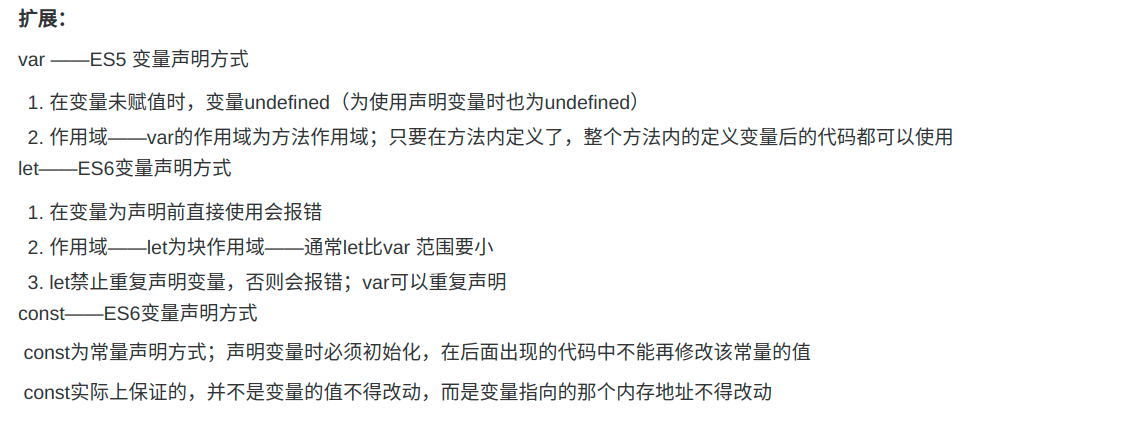 扩展：
var ——ES5 变量声明方式
1. 在变量未赋值时，变量undefined（为使用声明变量时也为undefined）
2. 作用域——var的作用域为方法作用域；只要在方法内定义了，整个方法内的定义变量后的代码都可以使用
let——ES6变量声明方式
1. 在变量为声明前直接使用会报错
2. 作用域——let为块作用域——通常let比var 范围要小
3. let禁止重复声明变量，否则会报错；var可以重复声明
const——ES6变量声明方式
const为常量声明方式；声明变量时必须初始化，在后面出现的代码中不能再修改该常量的值
const实际上保证的，并不是变量的值不得改动，而是变量指向的那个内存地址不得改动